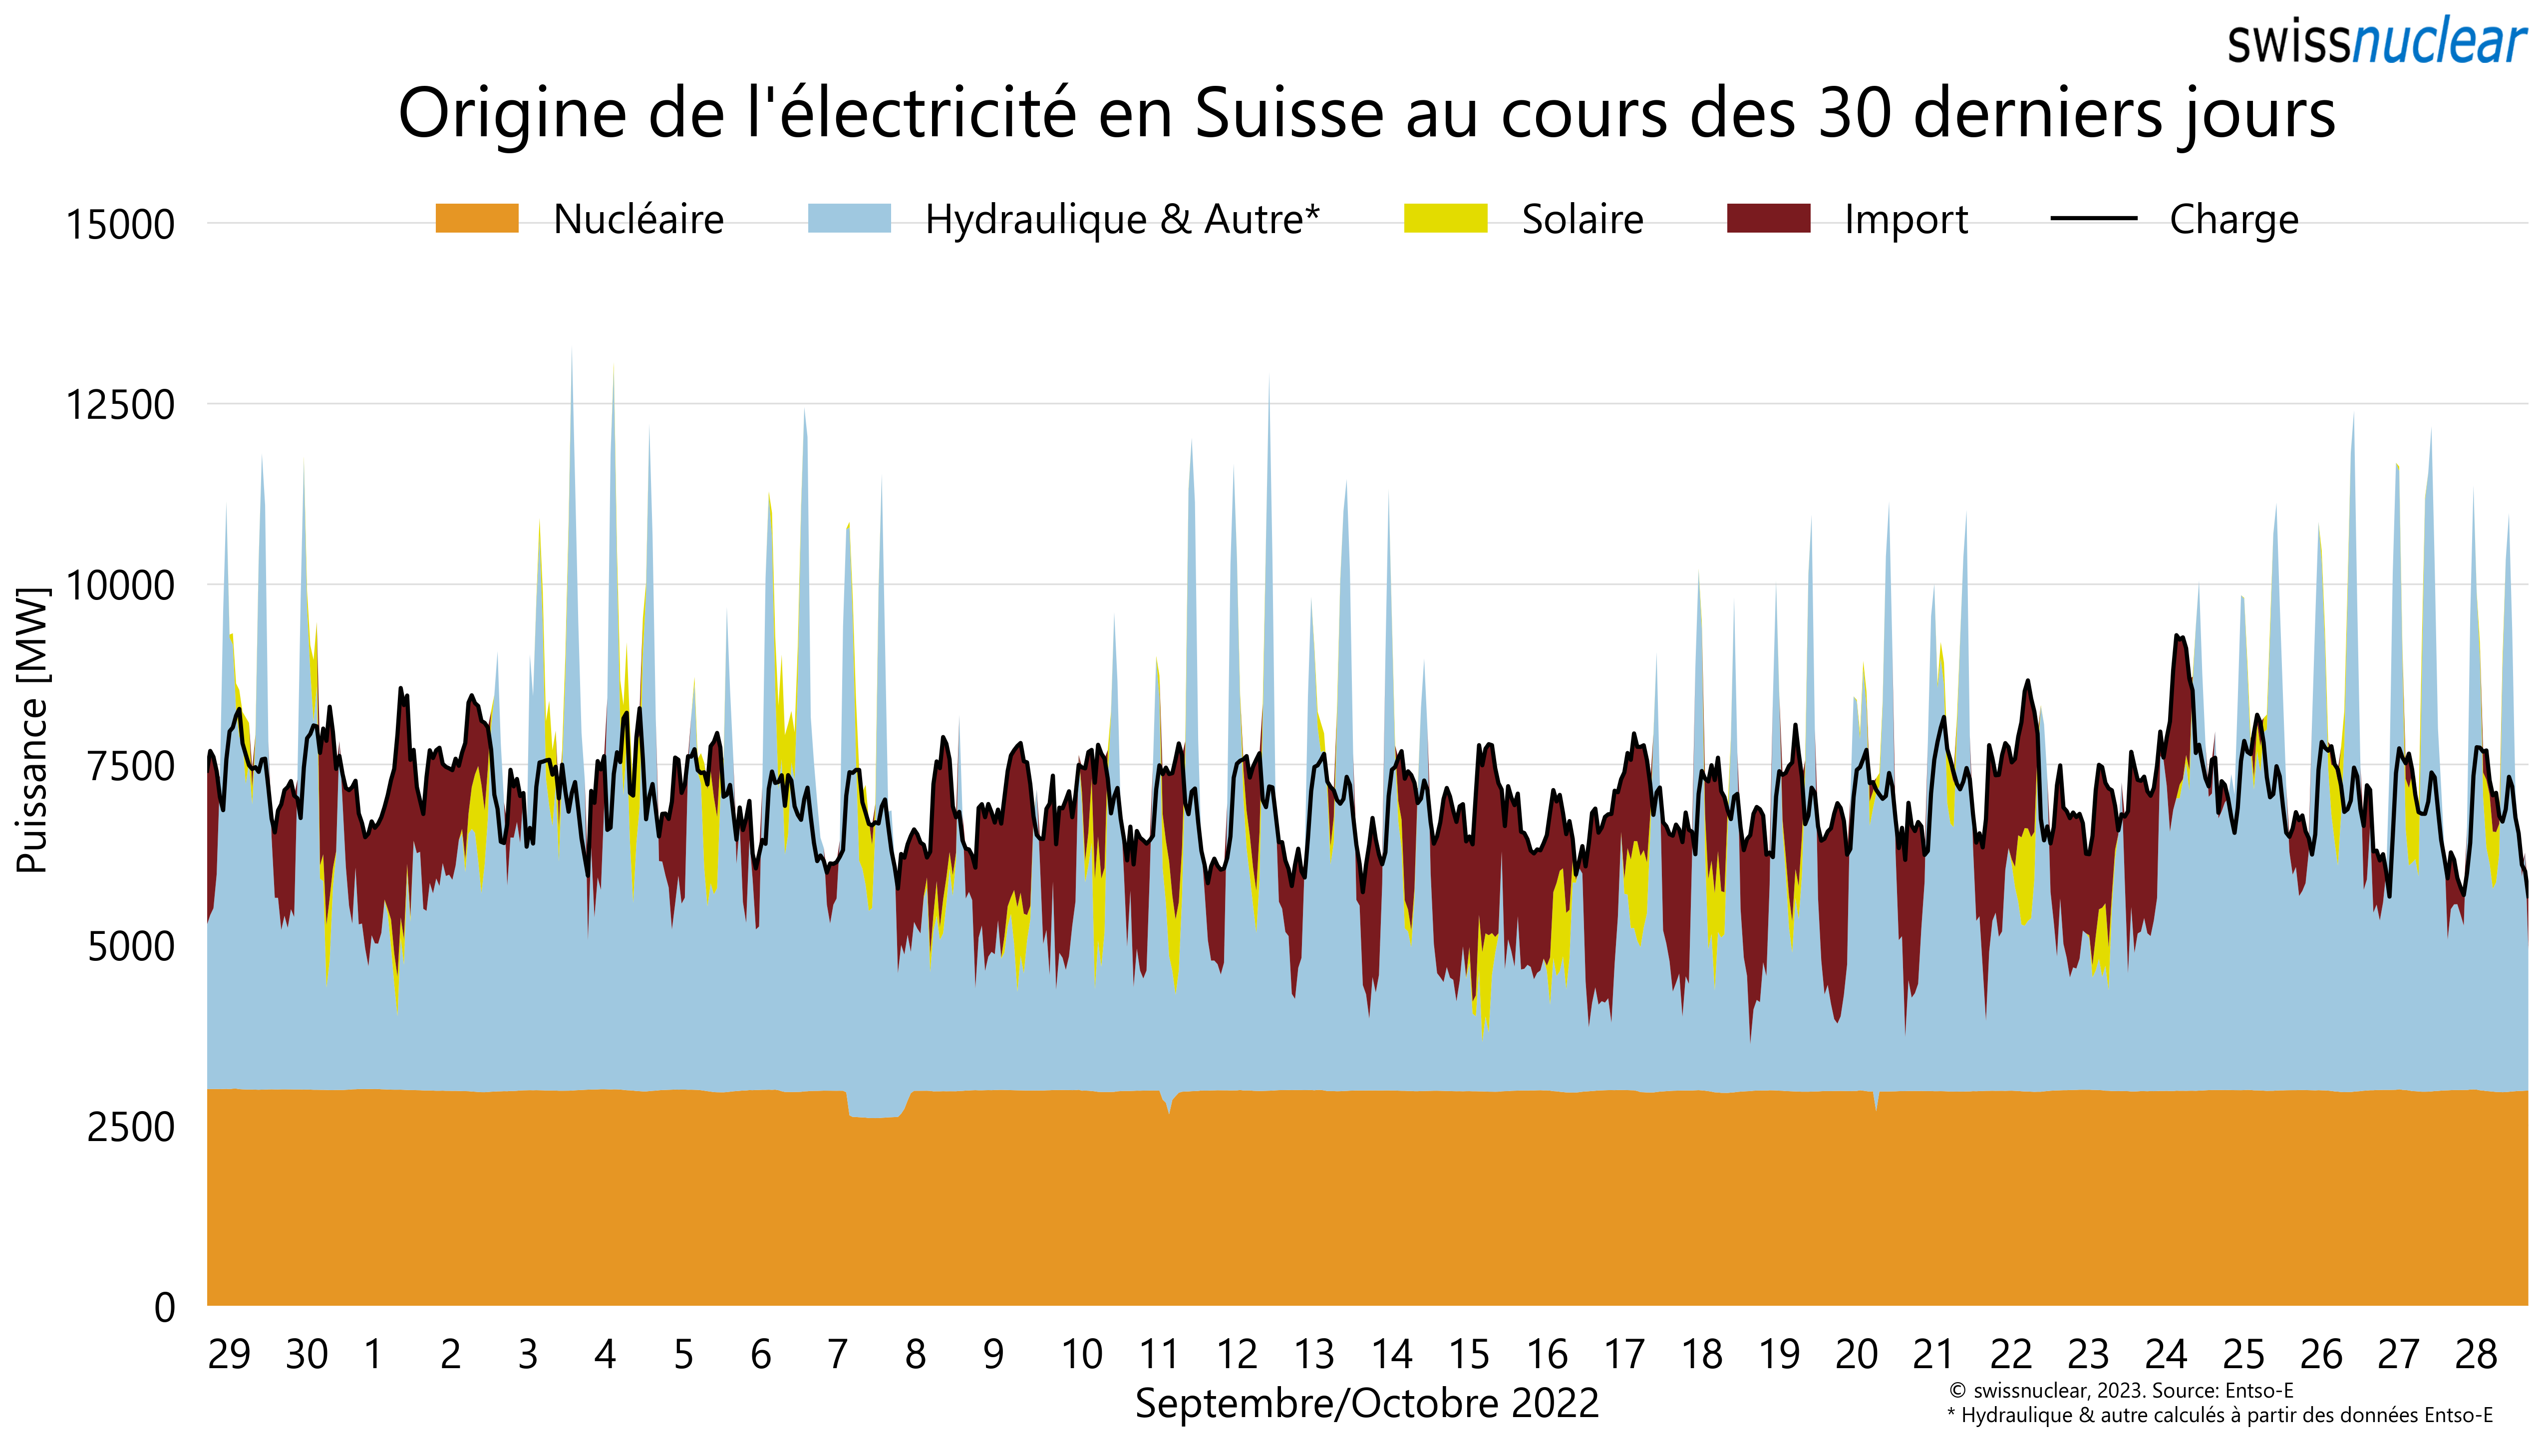 swissnuclear
Origine de l'électricité en Suisse au cours des 30 derniers jours
Nucléaire Hydraulique & Autre* Solaire Import Charge
15000
12500
10000
7500
5000
2500
0
Puissance [MW]
29 30 1 2 3 4 5 6 7 8 9 10 11 12 13 14 15 16 17 18 19 20 21 22 23 24 25 26 27 28
Septembre/Octobre 2022
© swissnuclear, 2023. Source: Entso-E
* Hydraulique & autre calculés à partir des données Entso-E